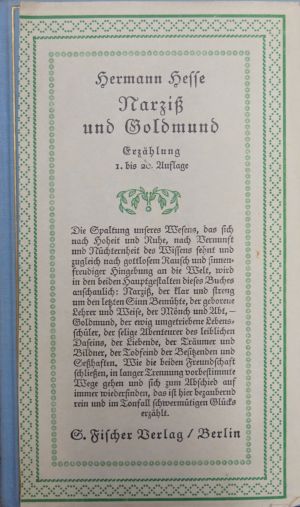 Hermann Hesse
Narziß
und Goldmund
Erzählung
1. bis 20. Auflage
Die Spaltung unseres Wesens, das sich
nach Hoheit und Ruhe, nach Vernunft
und Nüchternheit des Wissens sehnt und
zugleich nach gottlosem Rausch und sinnen-
freudiger Hingebung an die Welt, wird
in den beiden Hauptgestalten dieses Buches
anschaulich: Narziß, der klar und streng
um den letzten Sinn Bemühte, der geborene
Lehrer und Weise, der Mönch und Abt, –
Goldmund, der ewig umgetriebene Lebens-
schüler, der selige Abenteurer des leiblichen
Daseins, der Liebende, der Träumer und
Bildner, der Todfeind der Besitzenden und
Seßhaften. Wie die beiden Freundschaft
schließen, in langer Trennung vorbestimmte
Wege gehen und sich zum Abschied auf
immer wiederfinden, das ist hier bezaubernd
rein und im Tonfall schwermütigen Glücks
erzählt.
S. Fischer Verlag / Berlin